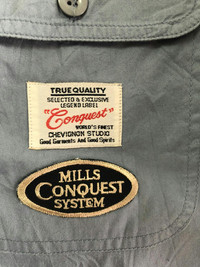 TRUE QUALITY
SELECTED & EXCLUSIVE
LEGEND LABEL
"Conquest"
WORLD'S FINEST
CHEVIGNON STUDIO
Good Garments And Good Spirits
MILLS
CONQUEST
SYSTEM